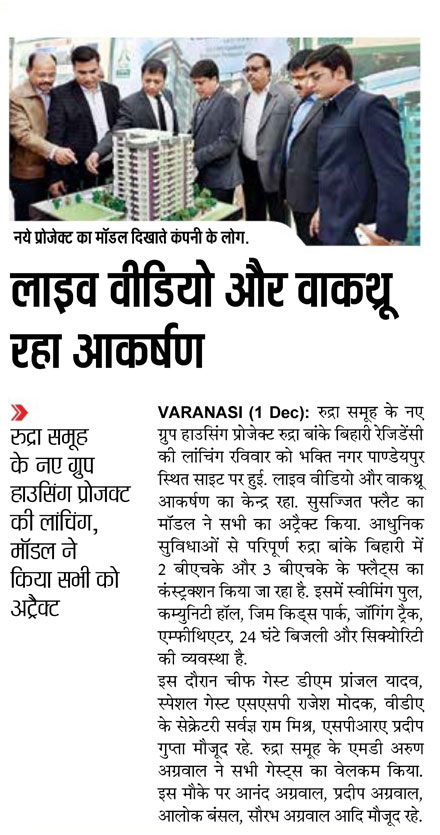 नये प्रोजेक्ट का मॉडल दिखाते कंपनी के लोग.
लाइव वीडियो और वाकथ्रू
रहा आकर्षण
रुद्रा समूह
के नए ग्रुप
हाउसिंग प्रोजक्ट
की लांचिंग,
मॉडल ने
किया सभी को
अट्रैक्ट
VARANASI (1 Dec): रुद्रा समूह के नए
ग्रुप हाउसिंग प्रोजेक्ट रुद्रा बांके बिहारी रेजिडेंसी
की लांचिंग रविवार को भक्ति नगर पाण्डेयपुर
स्थित साइट पर हुई. लाइव वीडियो और वाकथ्रू
आकर्षण का केन्द्र रहा. सुसज्जित फ्लैट का
मॉडल ने सभी का अट्रैक्ट किया. आधुनिक
सुविधाओं से परिपूर्ण रुद्रा बांके बिहारी में
2 बीएचके और 3 बीएचके के फ्लैट्स का
कंस्ट्रक्शन किया जा रहा है. इसमें स्वीमिंग पुल,
कम्युनिटी हॉल, जिम किड्स पार्क, जॉगिंग ट्रैक,
एम्फीथिएटर, 24 घंटे बिजली और सिक्योरिटी
की व्यवस्था है.
इस दौरान चीफ गेस्ट डीएम प्रांजल यादव,
स्पेशल गेस्ट एसएसपी राजेश मोदक, वीडीए
के सेक्रेटरी सर्वज्ञ राम मिश्र, एसपीआरए प्रदीप
गुप्ता मौजूद रहे. रुद्रा समूह के एमडी अरुण
अग्रवाल ने सभी गेस्ट्स का वेलकम किया.
इस मौके पर आनंद अग्रवाल, प्रदीप अग्रवाल,
आलोक बंसल, सौरभ अग्रवाल आदि मौजूद रहे.